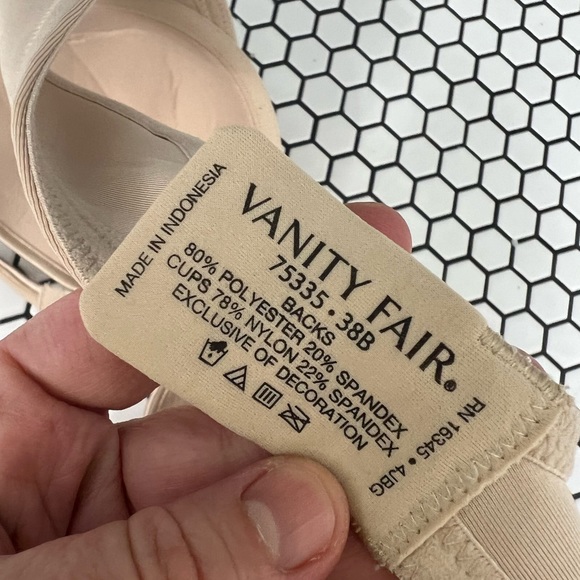 VANITY FAIR®
75335 • 38B
BACKS
80% POLYESTER 20% SPANDEX
CUPS 78% NYLON 22% SPANDEX
EXCLUSIVE OF DECORATION
MADE IN INDONESIA
RN 16345 • 4JBG